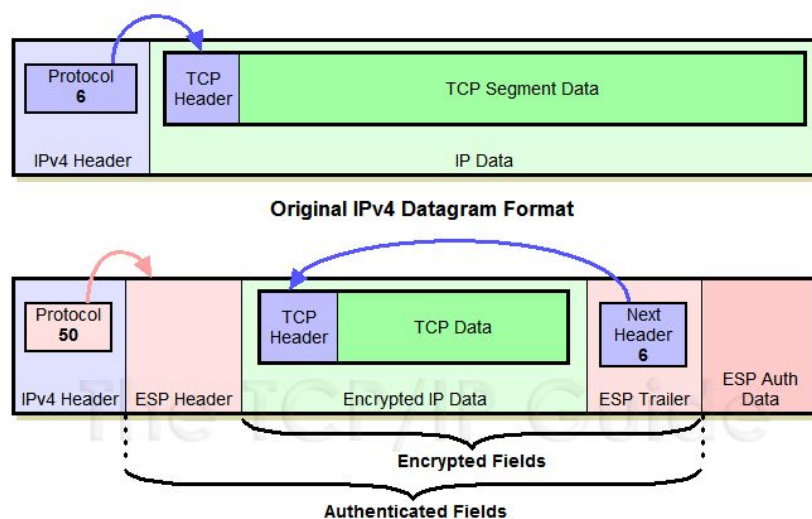 Protocol
6
TCP
Header
TCP Segment Data
IPv4 Header
IP Data
Original IPv4 Datagram Format
Protocol
50
TCP
Header
TCP Data
Next
Header
6
IPv4 Header
ESP Header
Encrypted IP Data
ESP Trailer
ESP Auth
Data
The TCP/IP Guide
Encrypted Fields
Authenticated Fields